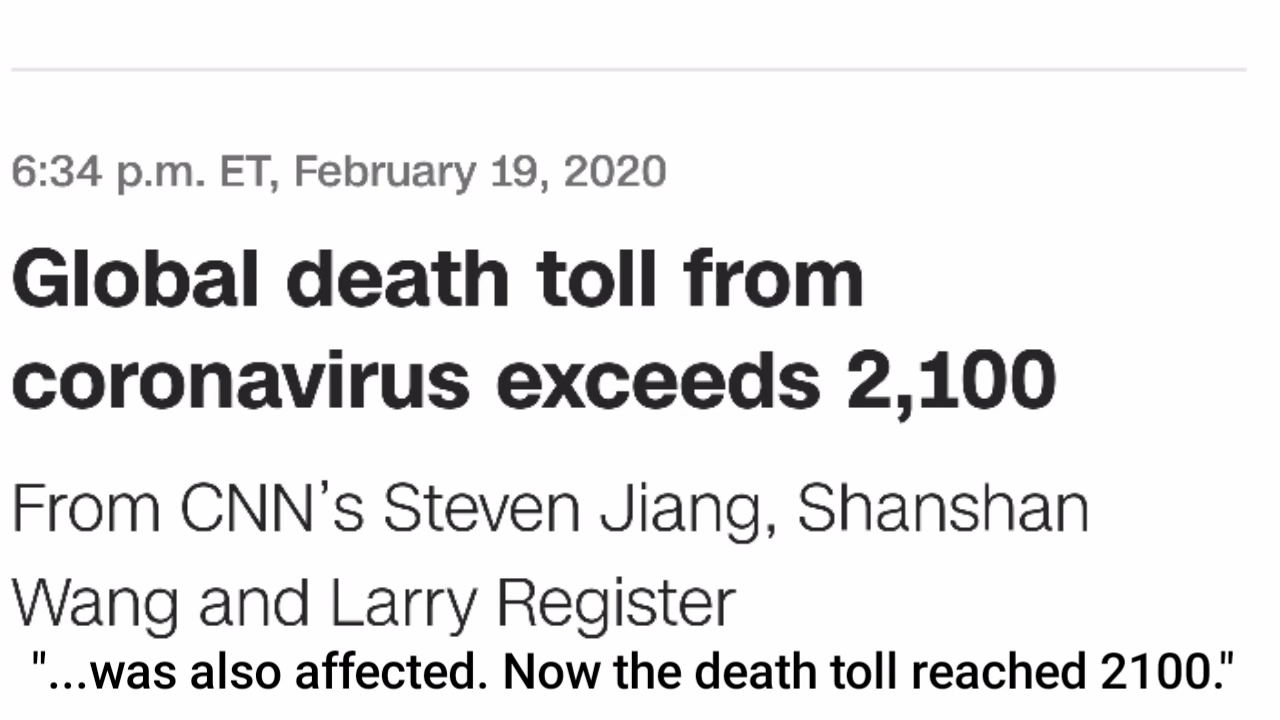 6:34 p.m. ET, February 19, 2020
Global death toll from
coronavirus exceeds 2,100
From CNN’s Steven Jiang, Shanshan
Wang and Larry Register
"...was also affected. Now the death toll reached 2100."